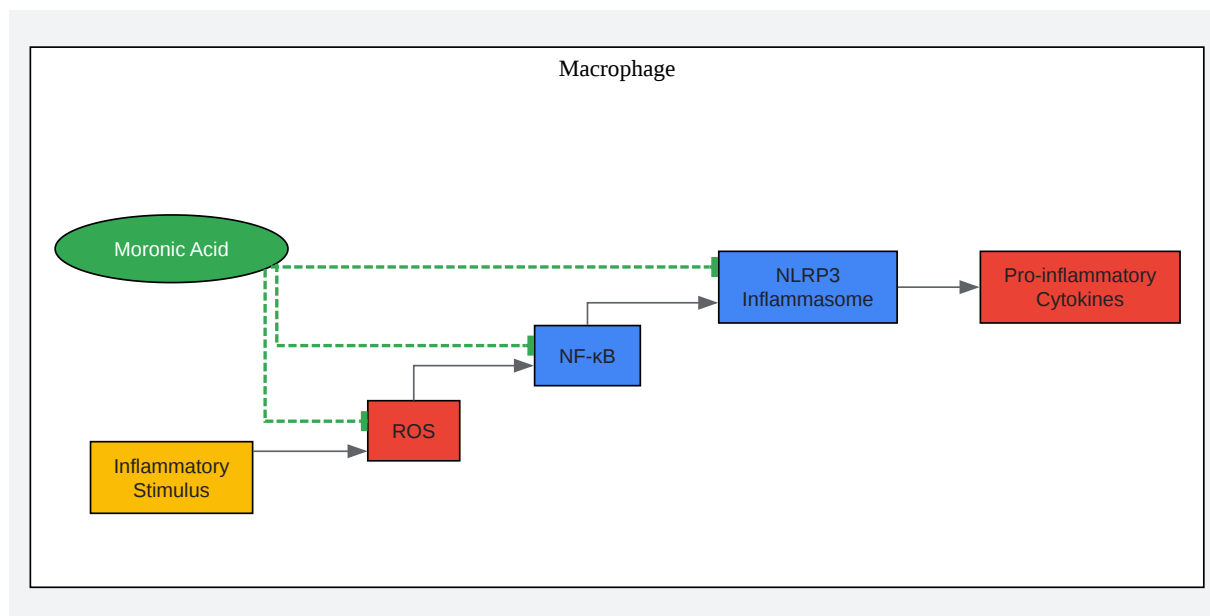 Macrophage
Moronic Acid
NLRP3
Inflammasome
Pro-inflammatory
Cytokines
NF-κB
ROS
Inflammatory
Stimulus